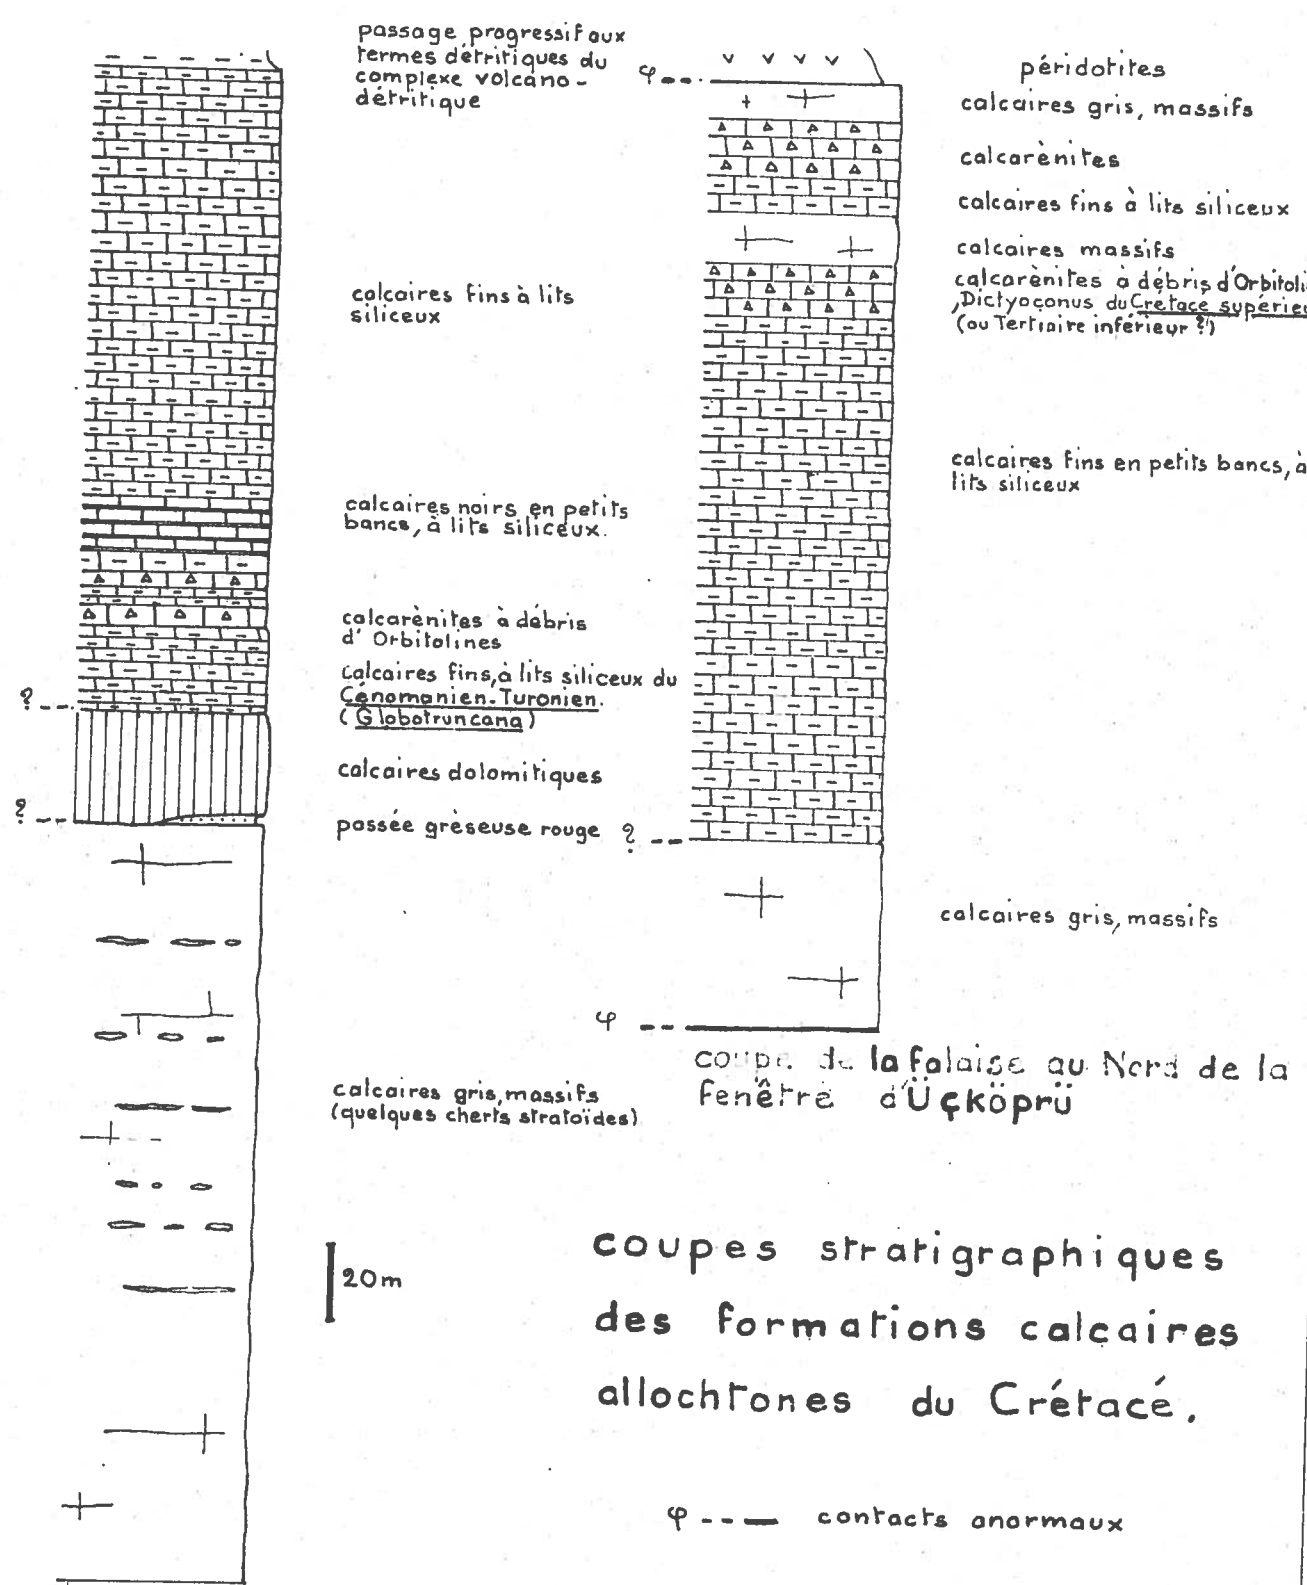 passage progressif aux
termes détritiques du
complexe volcano-
détritique
calcaires fins à lits
siliceux
calcaires noirs en petits
bancs, à lits siliceux.
calcarènites à débris
d'Orbitolines
calcaires fins, à lits siliceux du
Cénomanien-Turonien.
(Globotruncana)
?
calcaires dolomitiques
?
passée grèseuse rouge
calcaires gris, massifs
(quelques cherts stratoïdes)
20m
φ
péridotites
calcaires gris, massifs
calcarènites
calcaires fins à lits siliceux
calcaires massifs
calcarènites à débris d'Orbitoli
, Dictyoconus du Crétacé supérieu
(ou Tertiaire inférieur ?)
calcaires fins en petits bancs, à
lits siliceux
?
calcaires gris, massifs
φ
coupe de la falaise au Nord de la
fenêtre d'Üçköprü
coupes stratigraphiques
des formations calcaires
allochtones du Crétacé.
φ contacts anormaux